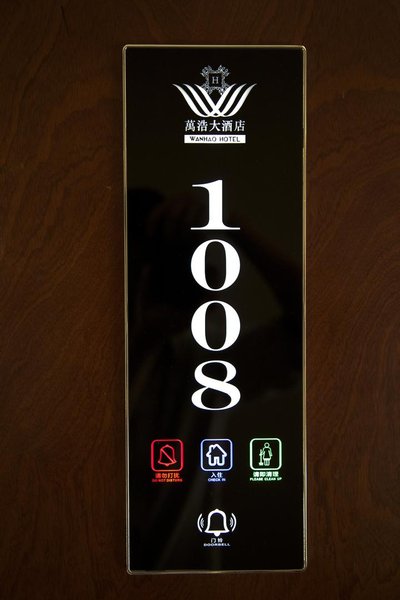 H
萬浩大酒店
WANHAO HOTEL
1008
请勿打扰
DO NOT DISTURB
入住
CHECK IN
请即清理
PLEASE CLEAN UP
门铃
DOORBELL